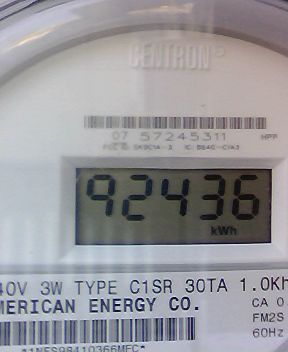 CENTRON
07 57245311 HPP
92436
kWh
40V 3W TYPE C1SR 30TA 1.0Kh
MERICAN ENERGY CO. CA 0
FM2S
60Hz